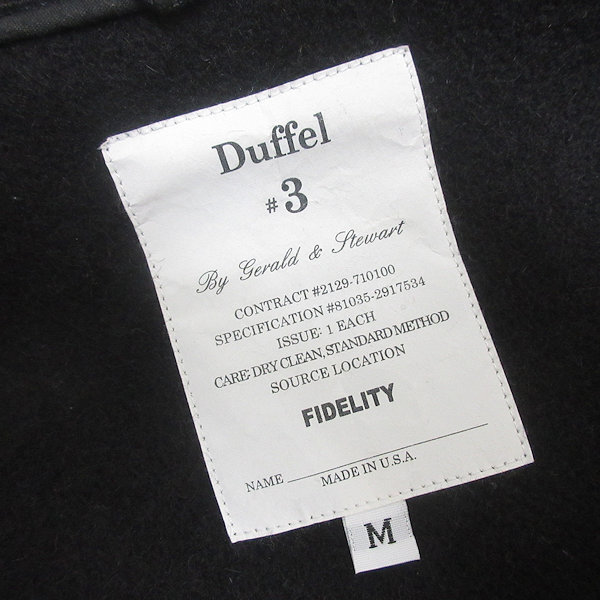 Duffel
#3
By Gerald & Stewart
CONTRACT #2129-710100
SPECIFICATION #81035-2917534
ISSUE: 1 EACH
CARE: DRY CLEAN, STANDARD METHOD
SOURCE LOCATION
FIDELITY
NAME
MADE IN U.S.A.
M